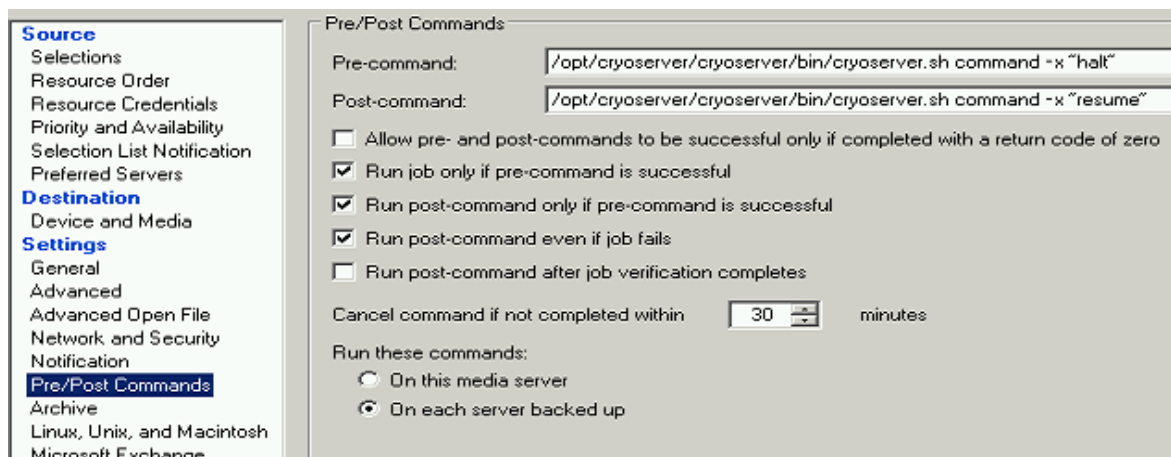 Source
Selections
Resource Order
Resource Credentials
Priority and Availability
Selection List Notification
Preferred Servers
Destination
Device and Media
Settings
General
Advanced
Advanced Open File
Network and Security
Notification
Pre/Post Commands
Archive
Linux, Unix, and Macintosh
Microsoft Exchange
Pre/Post Commands
Pre-command: /opt/cryoserver/cryoserver/bin/cryoserver.sh command -x "halt"
Post-command: /opt/cryoserver/cryoserver/bin/cryoserver.sh command -x "resume"
Allow pre- and post-commands to be successful only if completed with a return code of zero
Run job only if pre-command is successful
Run post-command only if pre-command is successful
Run post-command even if job fails
Run post-command after job verification completes
Cancel command if not completed within 30 minutes
Run these commands:
On this media server
On each server backed up